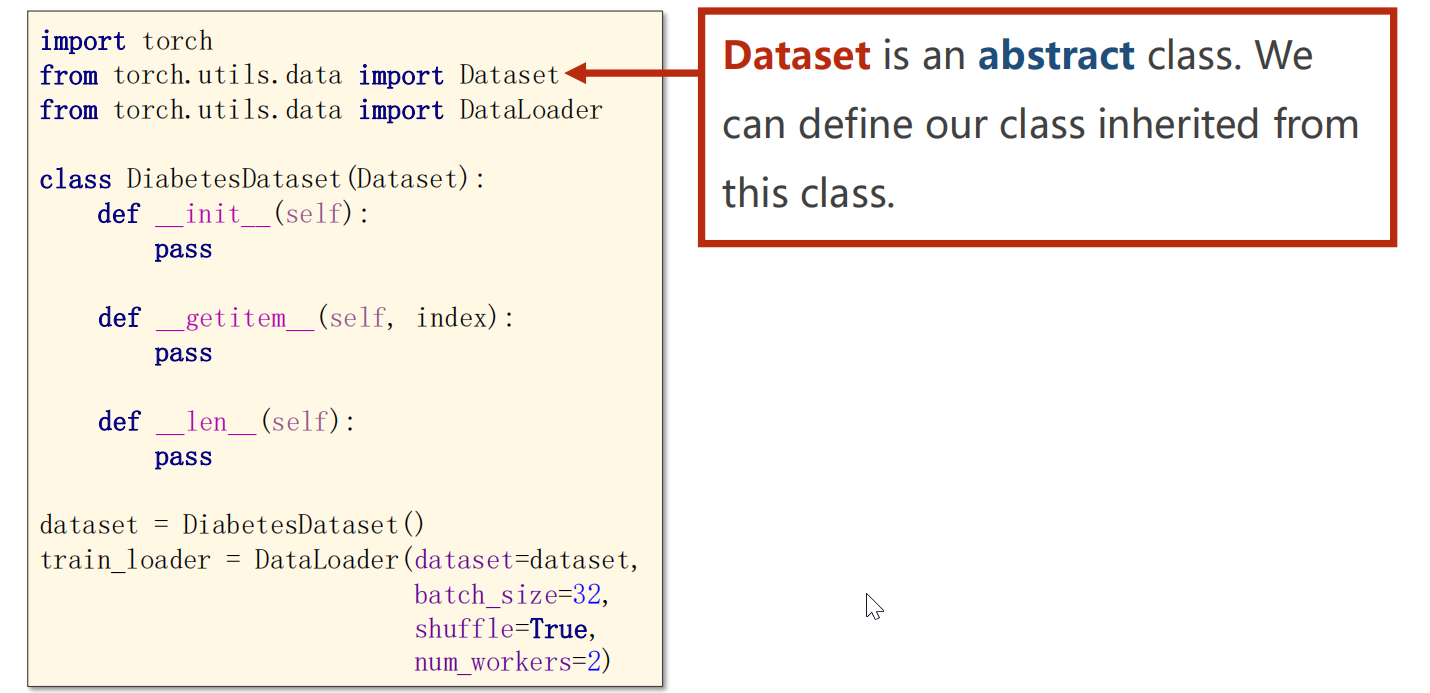 import torch
from torch.utils.data import Dataset
from torch.utils.data import DataLoader
class DiabetesDataset(Dataset):
    def __init__(self):
        pass
    def __getitem__(self, index):
        pass
    def __len__(self):
        pass
dataset = DiabetesDataset()
train_loader = DataLoader(dataset=dataset,
                          batch_size=32,
                          shuffle=True,
                          num_workers=2)
Dataset is an abstract class. We
can define our class inherited from
this class.